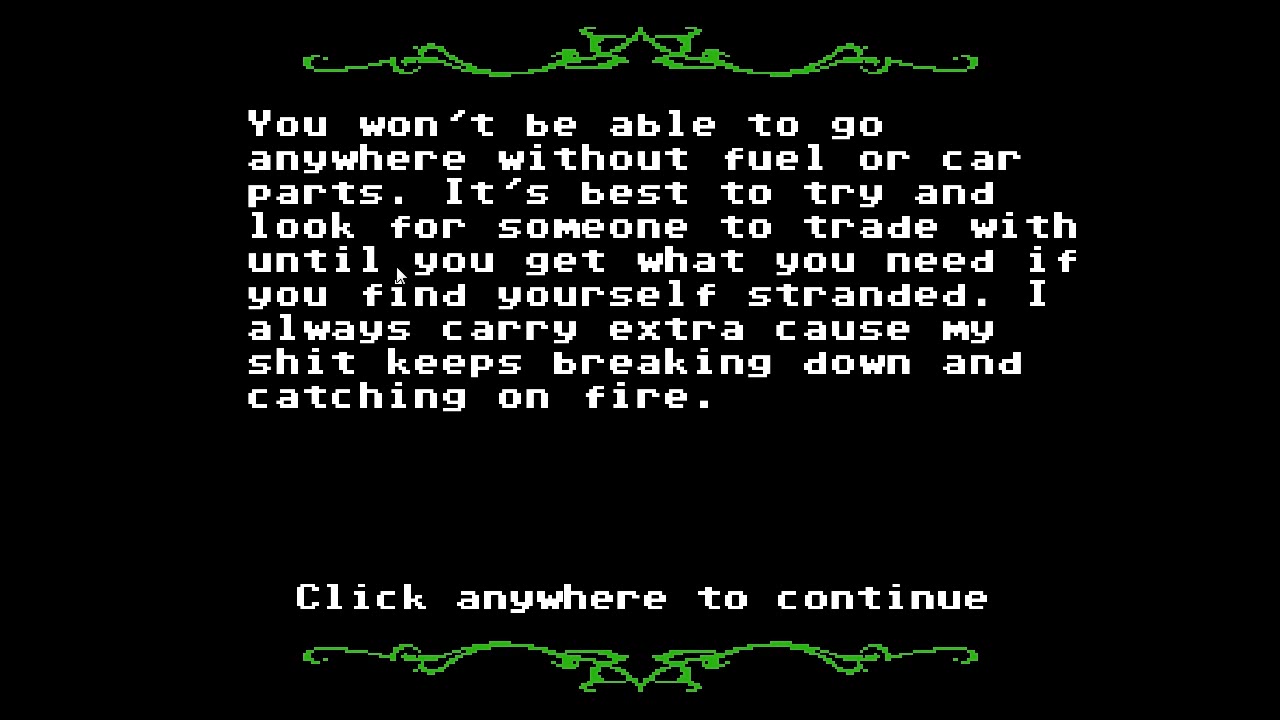 You won't be able to go
anywhere without fuel or car
parts. It's best to try and
look for someone to trade with
until you get what you need if
you find yourself stranded. I
always carry extra cause my
shit keeps breaking down and
catching on fire.
Click anywhere to continue